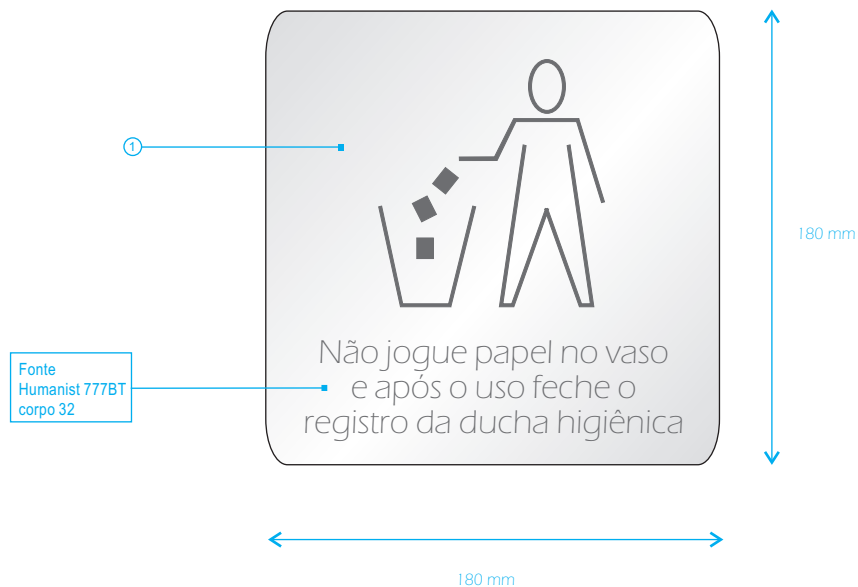 1
180 mm
Fonte
Humanist 777BT
corpo 32
Não jogue papel no vaso
e após o uso feche o
registro da ducha higiênica
180 mm